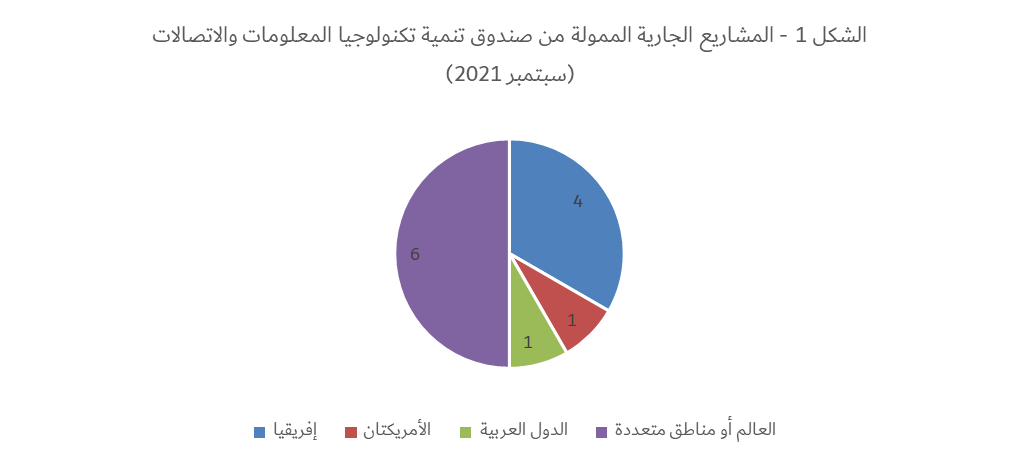 الشكل 1 - المشاريع الجارية الممولة من صندوق تنمية تكنولوجيا المعلومات والاتصالات
(سبتمبر 2021)
4
1
1
6
إفريقيا
الأمريكتان
الدول العربية
العالم أو مناطق متعددة